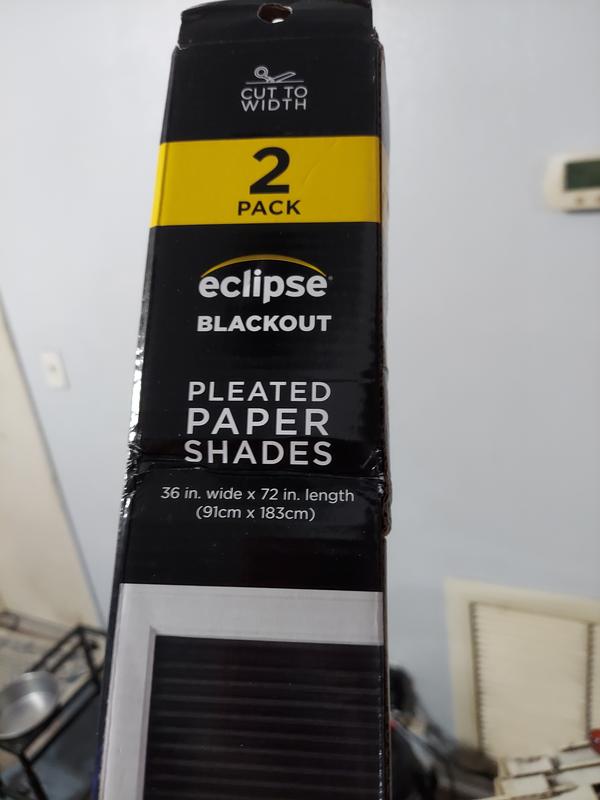 CUT TO
WIDTH
2
PACK
eclipse
BLACKOUT
PLEATED
PAPER
SHADES
36 in. wide x 72 in. length
(91cm x 183cm)